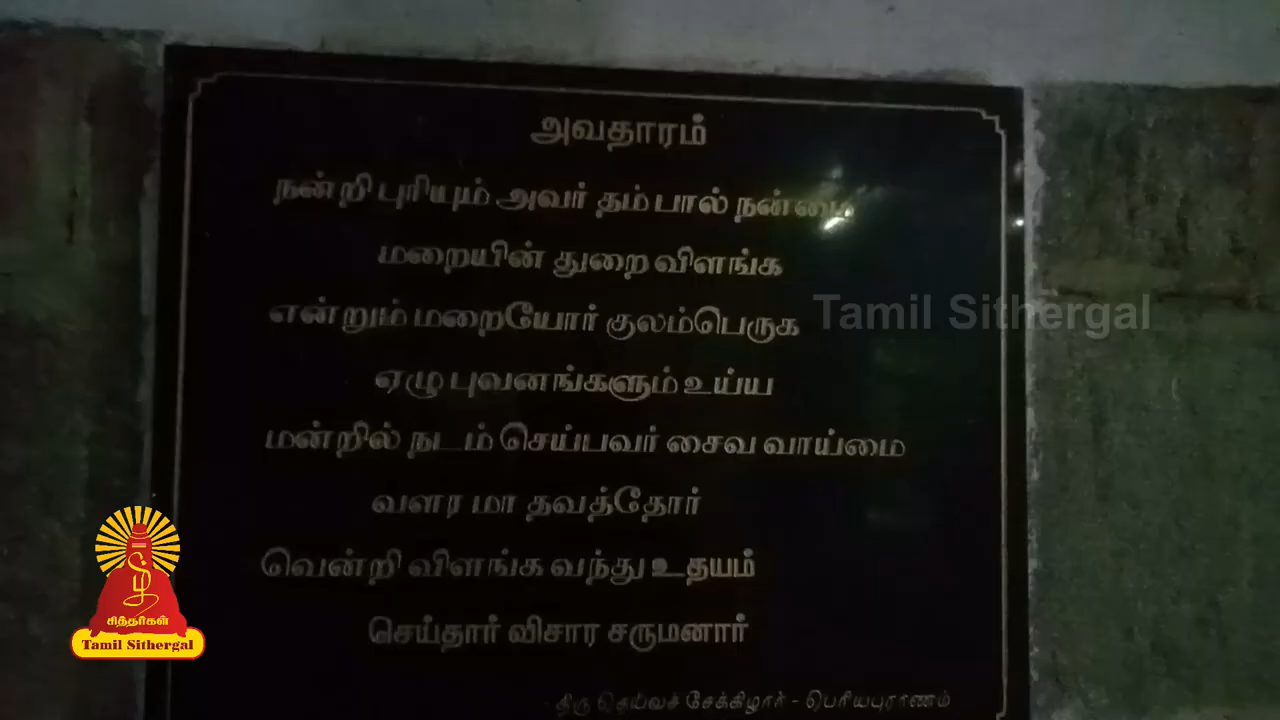 அவதாரம்
நன்றி புரியும் அவர் தம் பால் நன்மை
மறையின் துறை விளங்க
என்றும் மறையோர் குலம்பெருக
ஏழு புவனங்களும் உய்ய
மன்றில் நடம் செய்பவர் சைவ வாய்மை
வளர மா தவத்தோர்
வென்றி விளங்க வந்து உதயம்
செய்தார் விசார சருமனார்
- திரு தெய்வச் சேக்கிழார் - பெரியபுராணம்
Tamil Sithergal
சித்தர்கள்
Tamil Sithergal